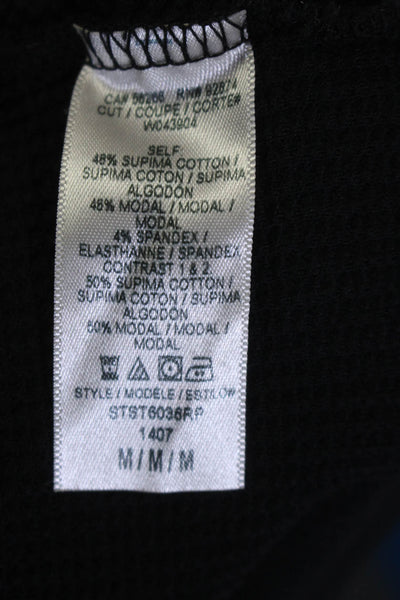 CA# 56266 RN# 92874
CUT / COUPE / CORTE#
W043904
SELF:
48% SUPIMA COTTON /
SUPIMA COTON / SUPIMA
ALGODON
48% MODAL / MODAL /
MODAL
4% SPANDEX /
ELASTHANNE / SPANDEX
CONTRAST 1 & 2:
50% SUPIMA COTTON /
SUPIMA COTON / SUPIMA
ALGODON
50% MODAL / MODAL /
MODAL
STYLE / MODÈLE / ESTILO#
STST6036RP
1407
M / M / M